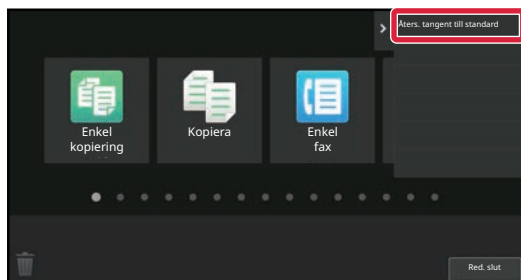 Åters. tangent till standard
Enkel
kopiering
Kopiera
Enkel
fax
Red. slut